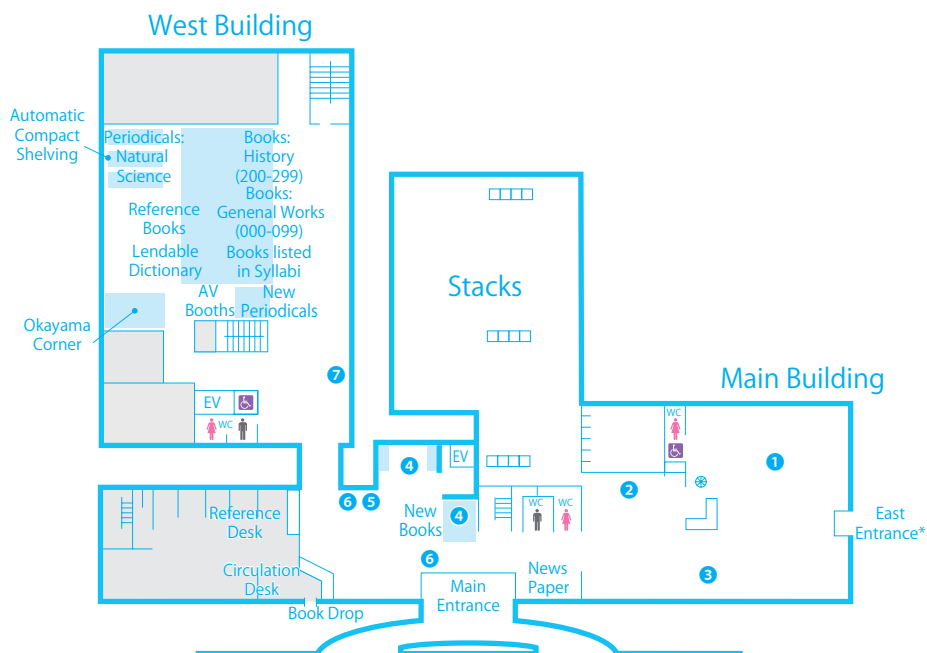 West Building
Automatic
Compact
Shelving
Periodicals:
Natural
Science
Books:
History
(200-299)
Books:
Genenal Works
(000-099)
Reference
Books
Lendable
Dictionary
Books listed
in Syllabi
AV
Booths
New
Periodicals
Okayama
Corner
Stacks
Main Building
7
EV
WC
WC
1
4
EV
2
6
5
Reference
Desk
New
Books
4
WC
WC
East
Entrance*
6
Circulation
Desk
News
Paper
3
Main
Entrance
Book Drop